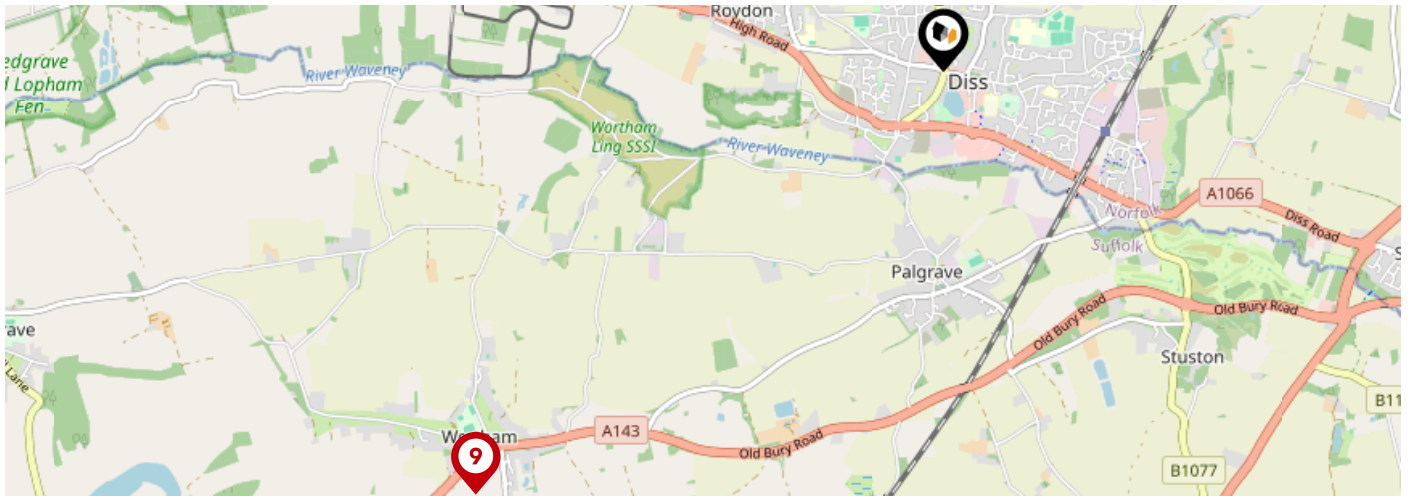 Roydon
High Road
edgrave
Lopham
Fen
River Waveney
Diss
Wortham
Ling SSSI
River Waveney
A1066
Norfolk
Suffolk
Diss Road
Palgrave
Old Bury Road
Old Bury Road
rave
Stuston
Lane
A143
Old Bury Road
9
B11
B1077